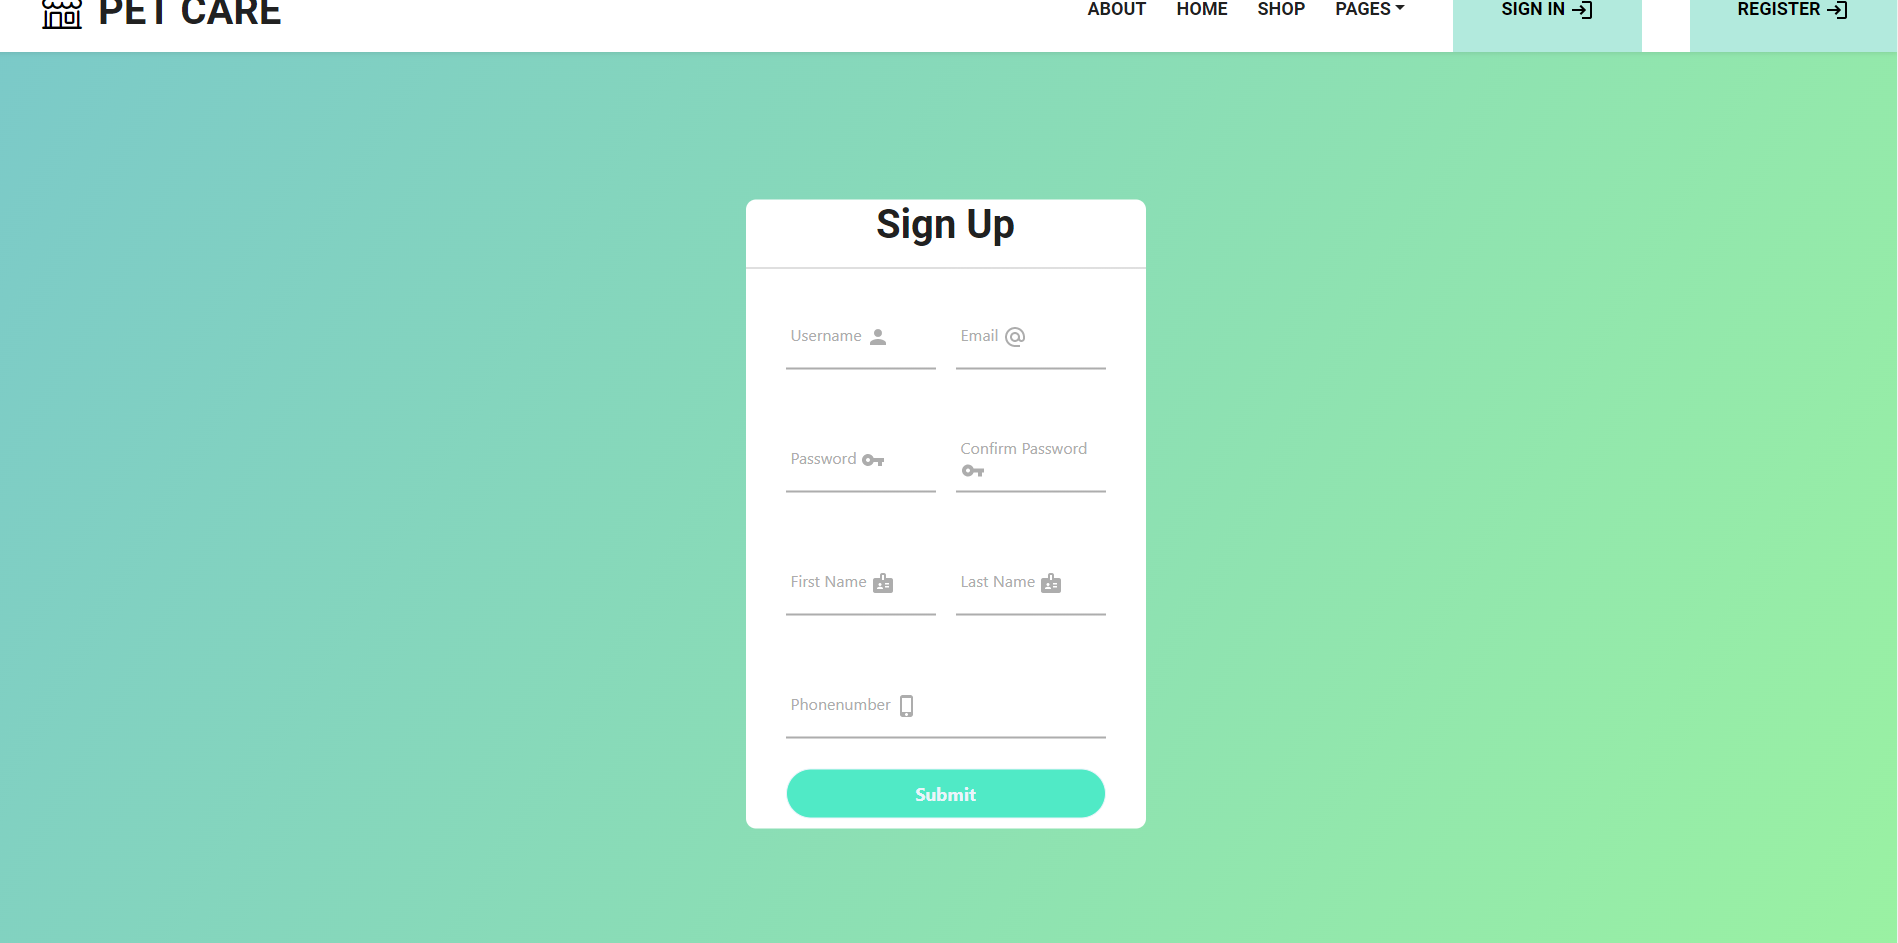 PET CARE
ABOUT HOME SHOP PAGES SIGN IN REGISTER
Sign Up
Username Email
Password Confirm Password
First Name Last Name
Phonenumber
Submit